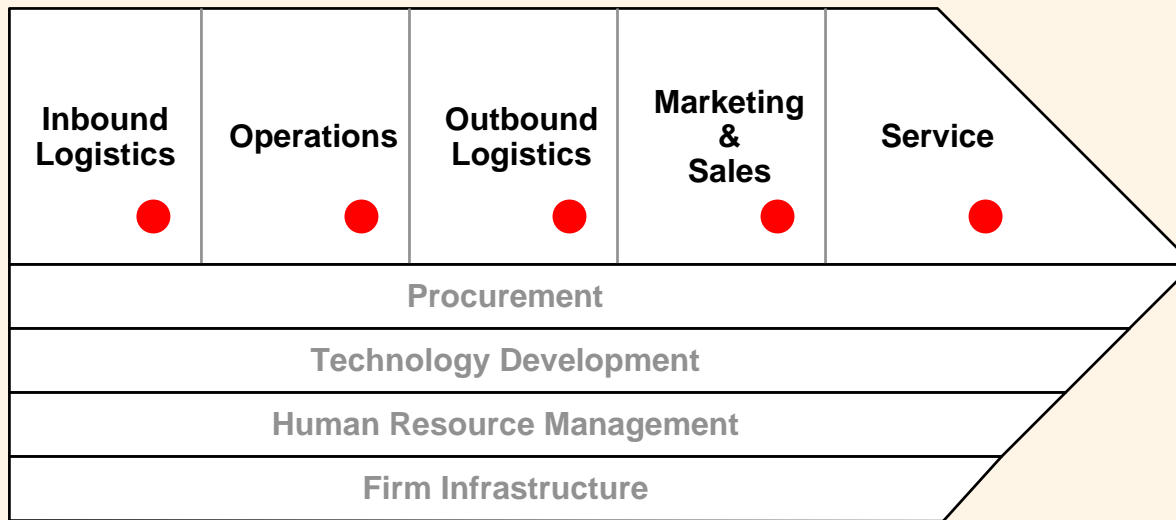 Inbound
Logistics
Operations
Outbound
Logistics
Marketing
&
Sales
Service
Procurement
Technology Development
Human Resource Management
Firm Infrastructure